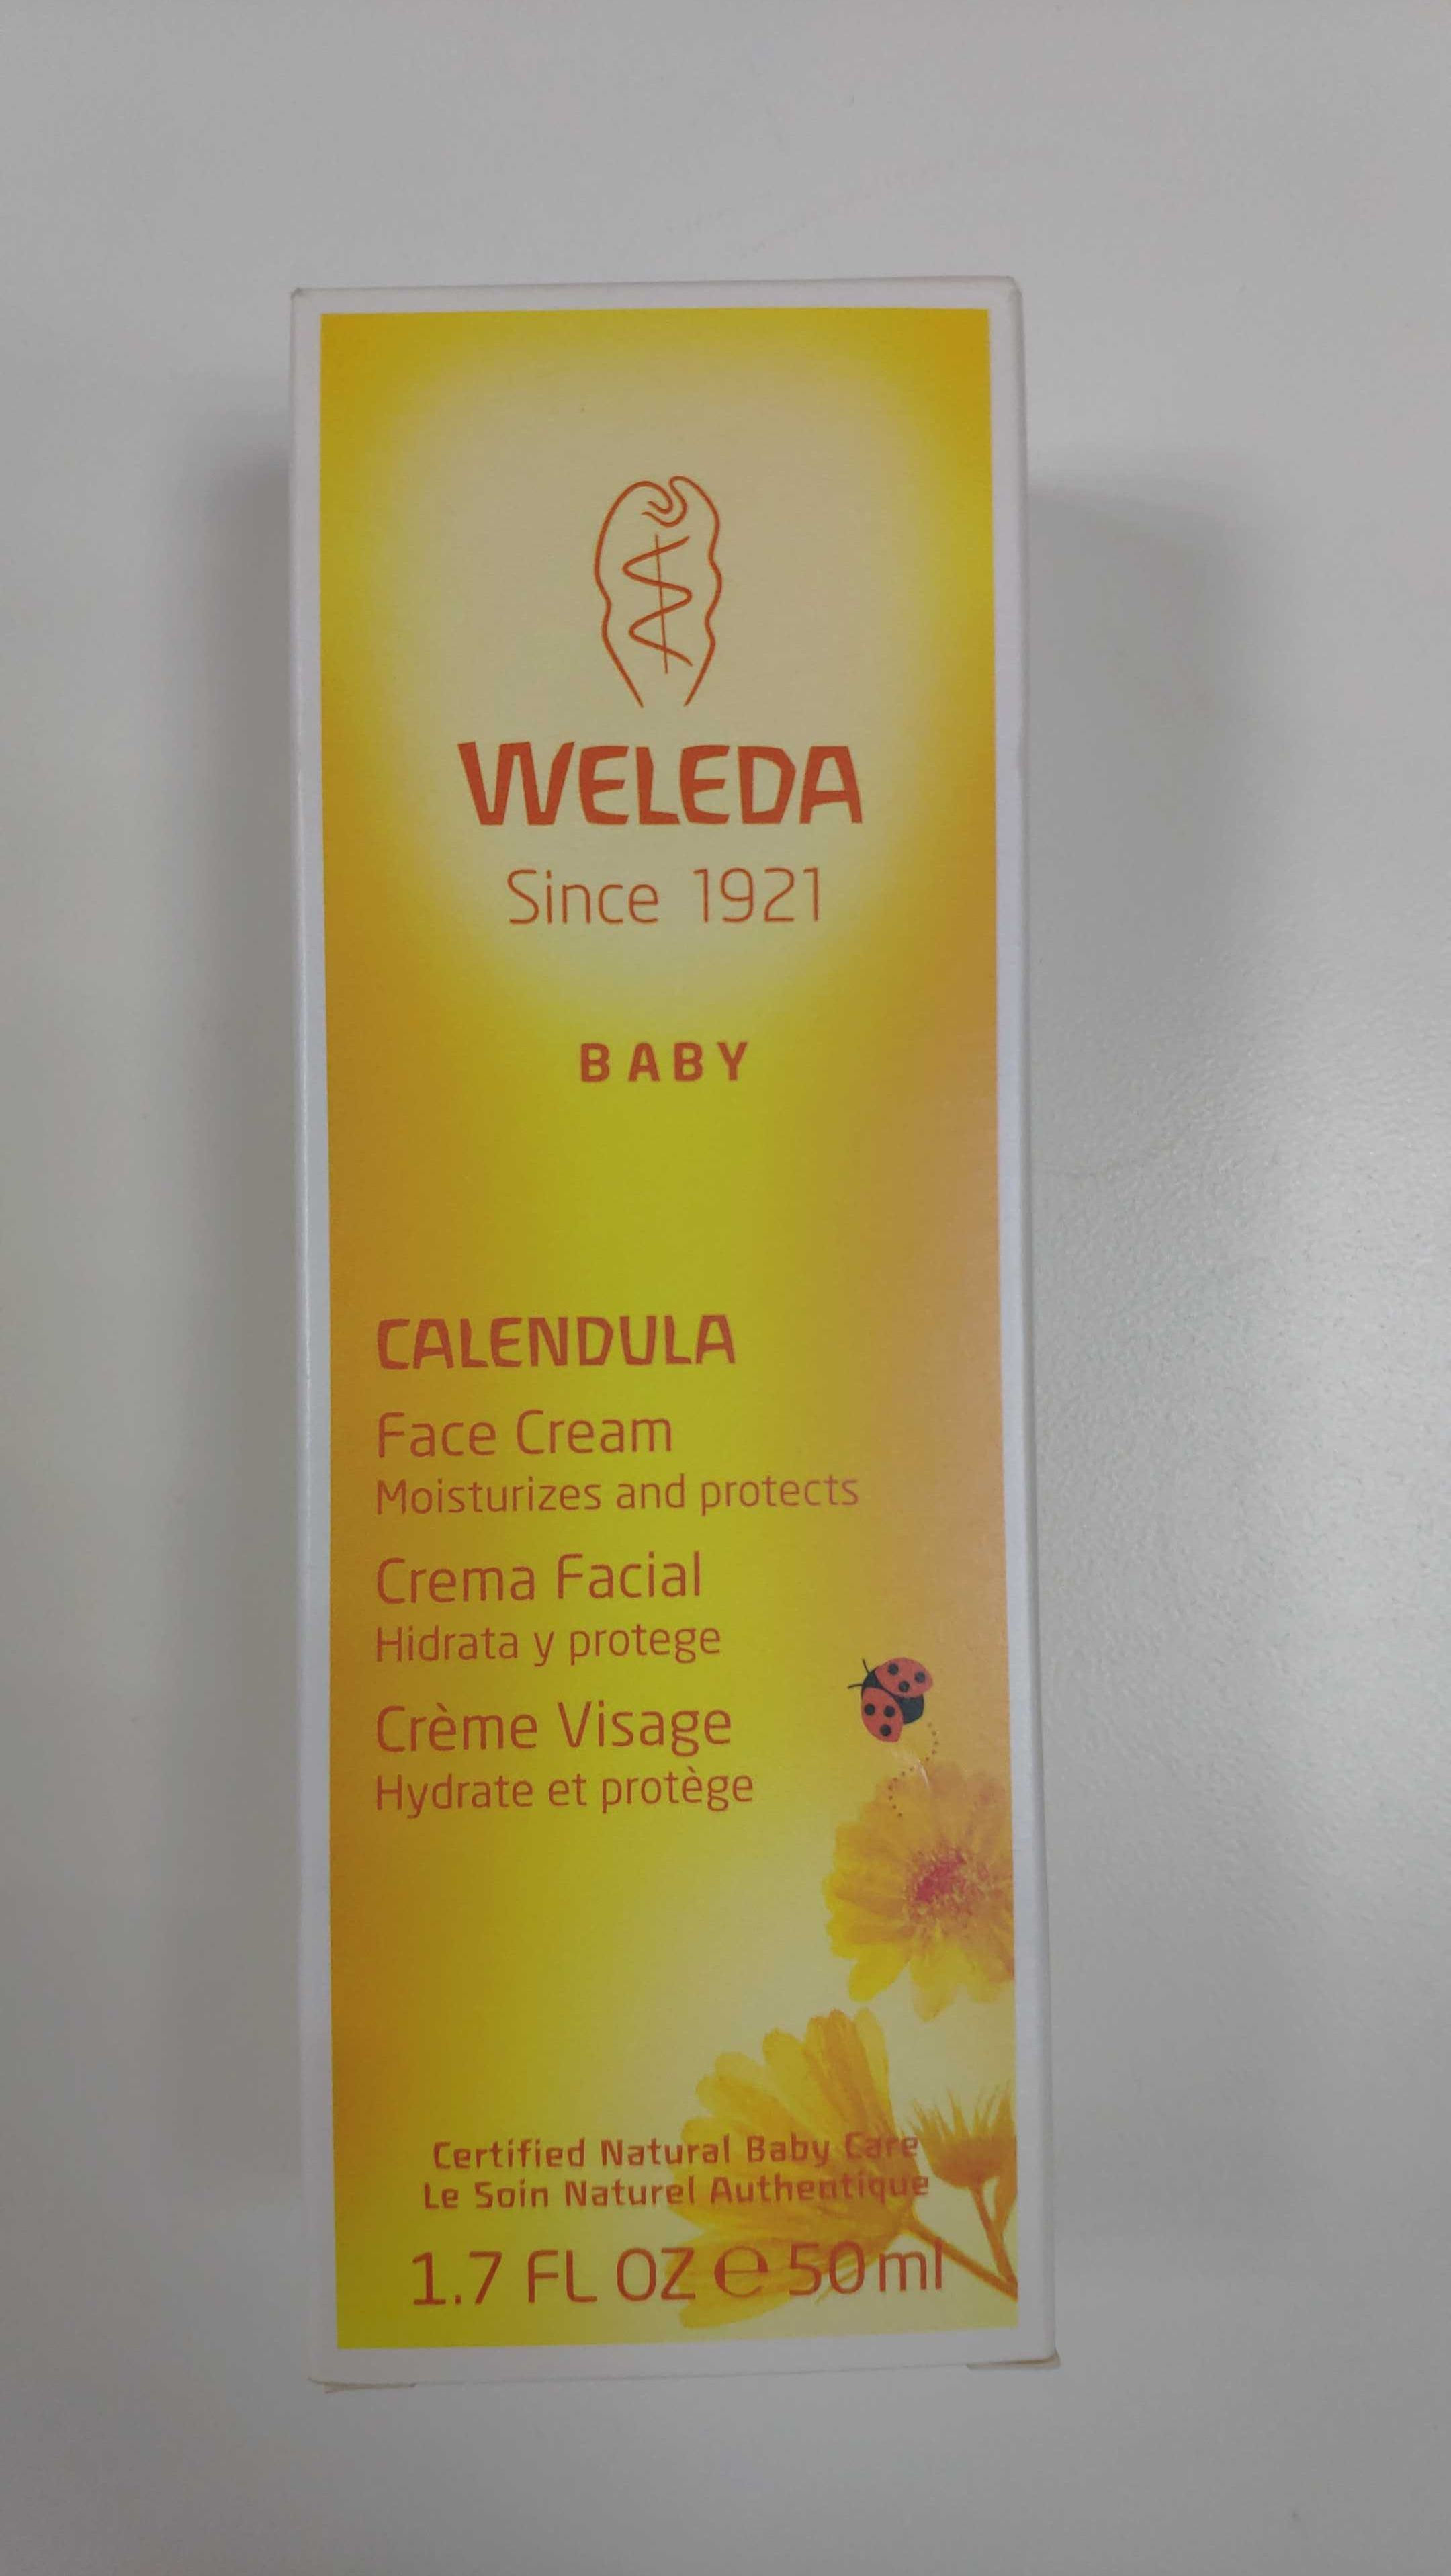 WELEDA
Since 1921
BABY
CALENDULA
Face Cream
Moisturizes and protects
Crema Facial
Hidrata y protege
Crème Visage
Hydrate et protège
Certified Natural Baby Care
Le Soin Naturel Authentique
1.7 FL OZ ℮ 50ml